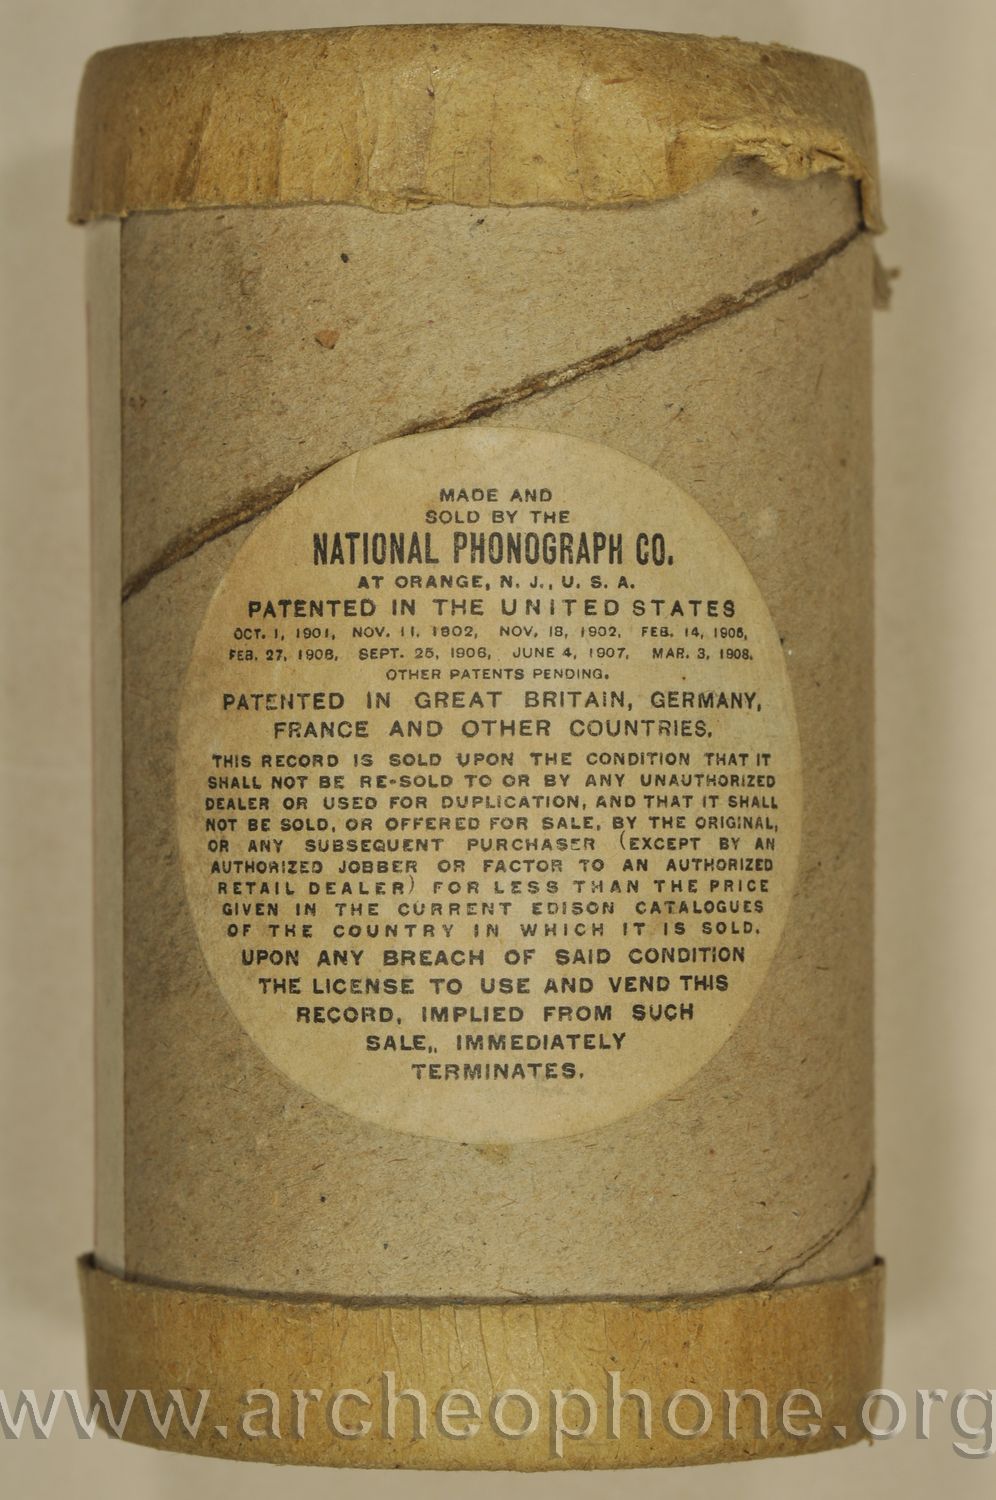 MADE AND
SOLD BY THE
NATIONAL PHONOGRAPH CO.
AT ORANGE, N. J., U. S. A.
PATENTED IN THE UNITED STATES
OCT. 1, 1901, NOV. 11, 1902, NOV. 18, 1902, FEB. 14, 1905,
FEB. 27, 1906, SEPT. 25, 1906, JUNE 4, 1907, MAR. 3, 1908.
OTHER PATENTS PENDING.
PATENTED IN GREAT BRITAIN, GERMANY,
FRANCE AND OTHER COUNTRIES.
THIS RECORD IS SOLD UPON THE CONDITION THAT IT
SHALL NOT BE RE-SOLD TO OR BY ANY UNAUTHORIZED
DEALER OR USED FOR DUPLICATION, AND THAT IT SHALL
NOT BE SOLD, OR OFFERED FOR SALE, BY THE ORIGINAL,
OR ANY SUBSEQUENT PURCHASER (EXCEPT BY AN
AUTHORIZED JOBBER OR FACTOR TO AN AUTHORIZED
RETAIL DEALER) FOR LESS THAN THE PRICE
GIVEN IN THE CURRENT EDISON CATALOGUES
OF THE COUNTRY IN WHICH IT IS SOLD.
UPON ANY BREACH OF SAID CONDITION
THE LICENSE TO USE AND VEND THIS
RECORD, IMPLIED FROM SUCH
SALE,, IMMEDIATELY
TERMINATES.
www.archeophone.org